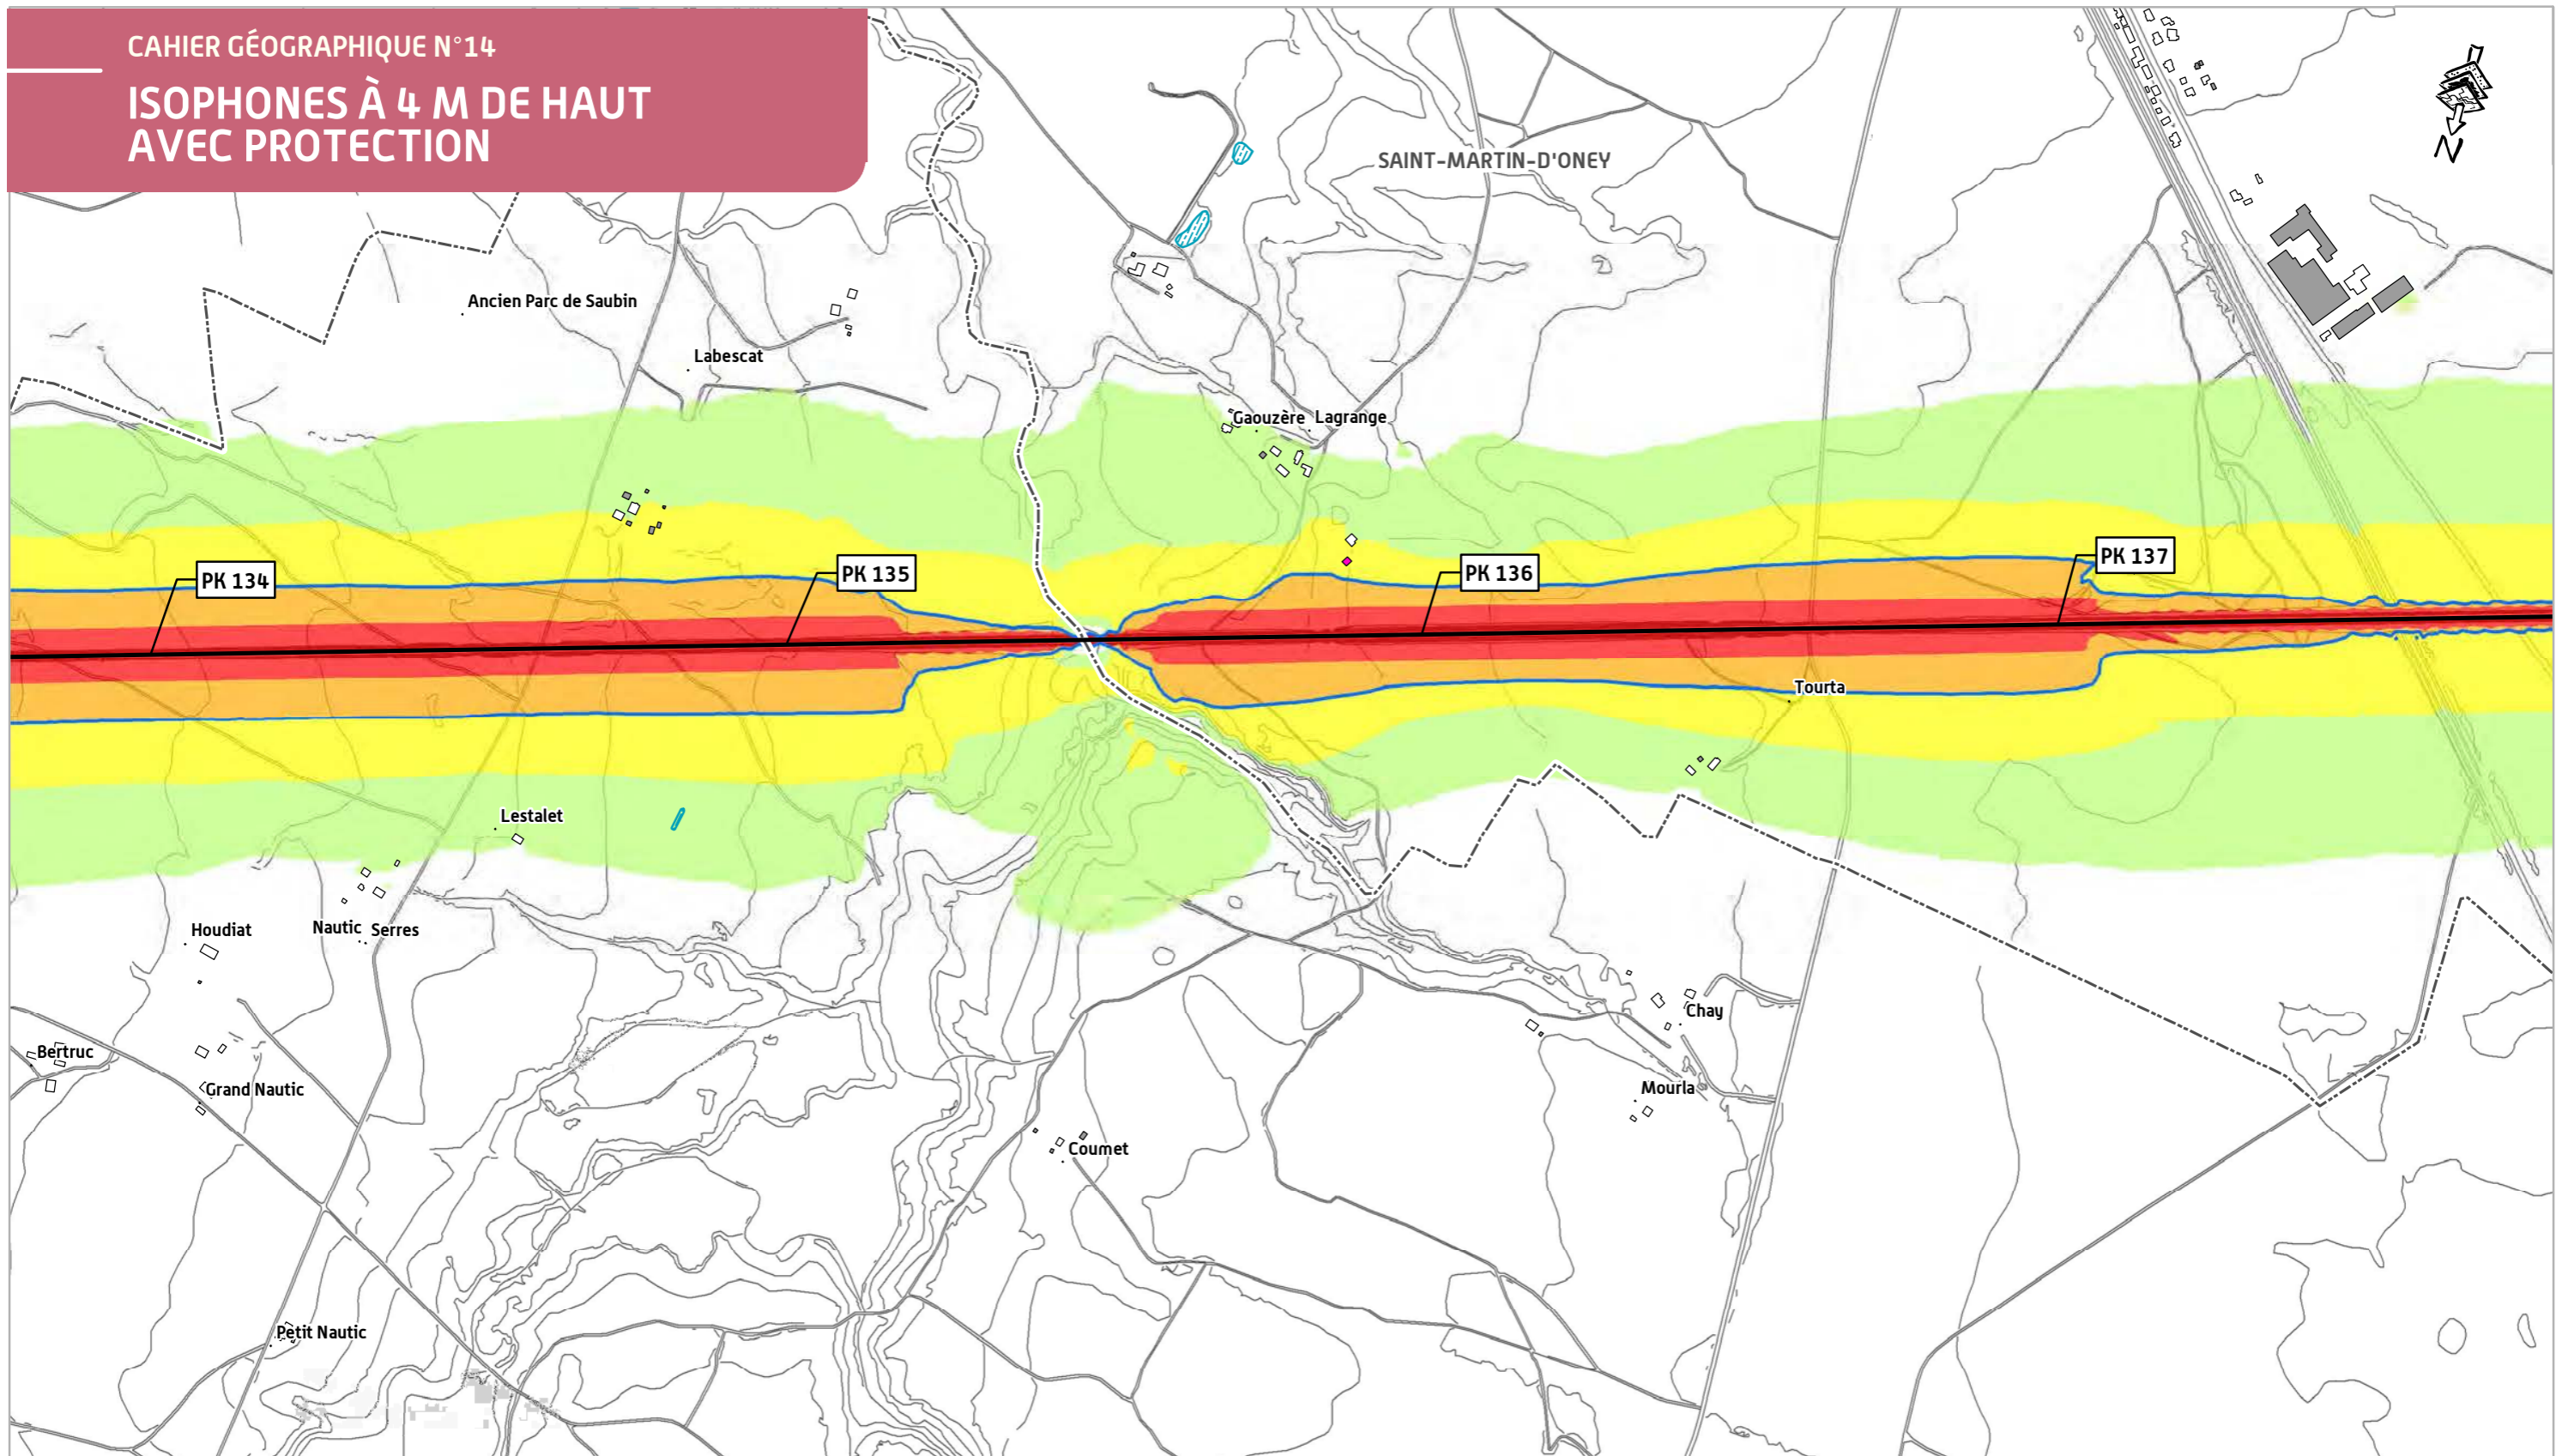 CAHIER GÉOGRAPHIQUE N°14
ISOPHONES À 4 M DE HAUT
AVEC PROTECTION
N
SAINT-MARTIN-D'ONEY
Ancien Parc de Saubin
Labescat
Gaouzère
Lagrange
PK 134
PK 135
PK 136
PK 137
Tourta
Lestalet
Houdiat
Nautic
Serres
Chay
Bertruc
Grand Nautic
Mourla
Coumet
Petit Nautic